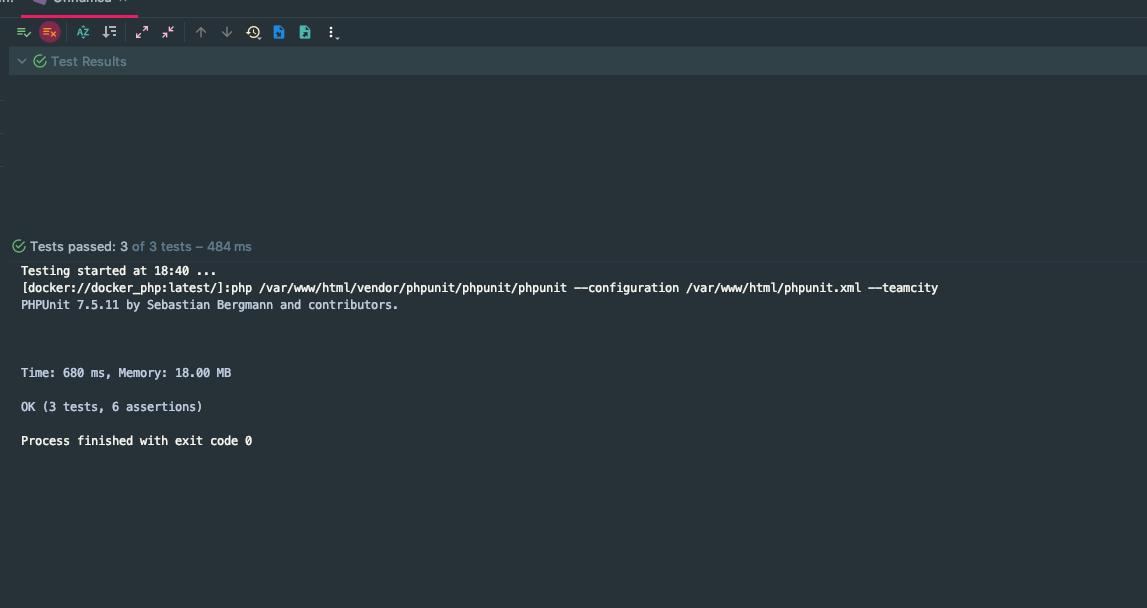 Test Results
Tests passed: 3 of 3 tests – 484 ms
Testing started at 18:40 ...
[docker://docker_php:latest/]:php /var/www/html/vendor/phpunit/phpunit/phpunit --configuration /var/www/html/phpunit.xml --teamcity
PHPUnit 7.5.11 by Sebastian Bergmann and contributors.
Time: 680 ms, Memory: 18.00 MB
OK (3 tests, 6 assertions)
Process finished with exit code 0